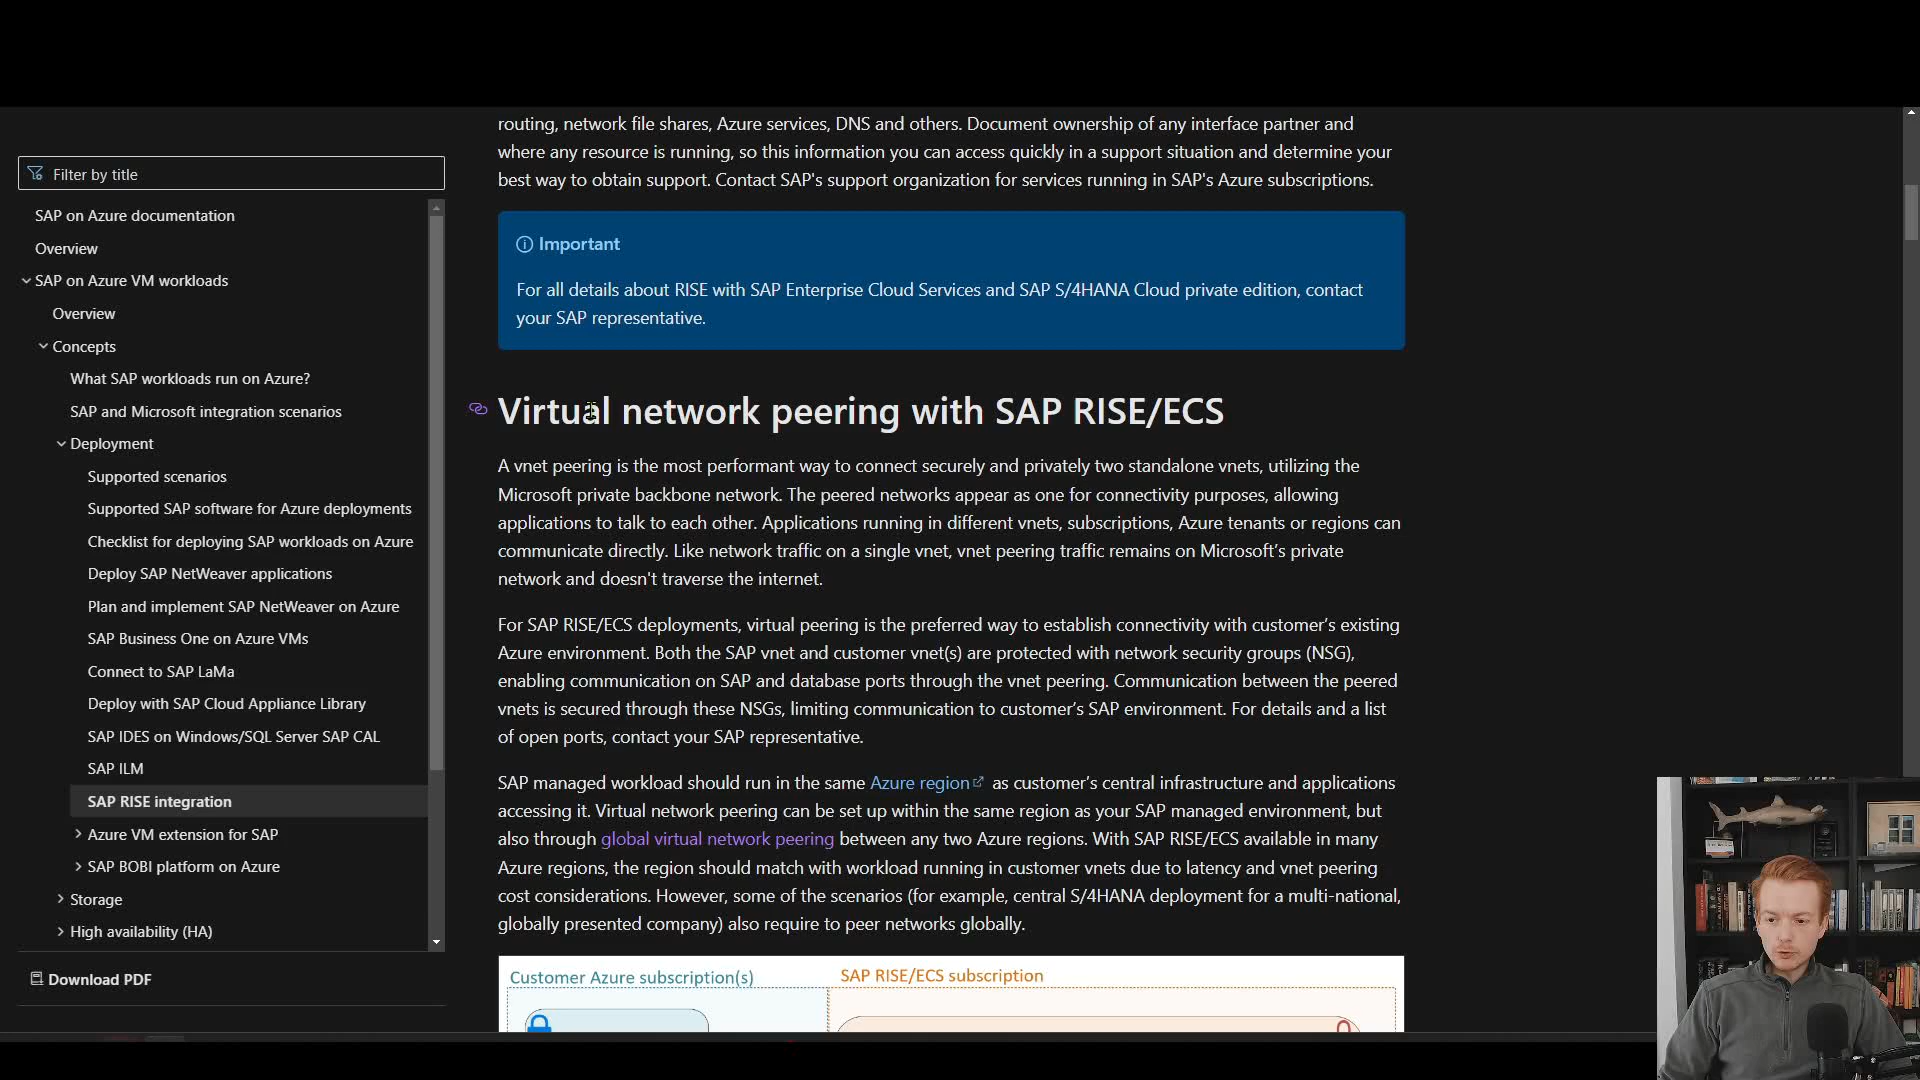 routing, network file shares, Azure services, DNS and others. Document ownership of any interface partner and
where any resource is running, so this information you can access quickly in a support situation and determine your
best way to obtain support. Contact SAP's support organization for services running in SAP's Azure subscriptions.
Filter by title
SAP on Azure documentation
Overview
SAP on Azure VM workloads
Overview
Concepts
What SAP workloads run on Azure?
SAP and Microsoft integration scenarios
Deployment
Supported scenarios
Supported SAP software for Azure deployments
Checklist for deploying SAP workloads on Azure
Deploy SAP NetWeaver applications
Plan and implement SAP NetWeaver on Azure
SAP Business One on Azure VMs
Connect to SAP LaMa
Deploy with SAP Cloud Appliance Library
SAP IDES on Windows/SQL Server SAP CAL
SAP ILM
SAP RISE integration
Azure VM extension for SAP
SAP BOBI platform on Azure
Storage
High availability (HA)
Download PDF
Important
For all details about RISE with SAP Enterprise Cloud Services and SAP S/4HANA Cloud private edition, contact
your SAP representative.
Virtual network peering with SAP RISE/ECS
A vnet peering is the most performant way to connect securely and privately two standalone vnets, utilizing the
Microsoft private backbone network. The peered networks appear as one for connectivity purposes, allowing
applications to talk to each other. Applications running in different vnets, subscriptions, Azure tenants or regions can
communicate directly. Like network traffic on a single vnet, vnet peering traffic remains on Microsoft’s private
network and doesn't traverse the internet.
For SAP RISE/ECS deployments, virtual peering is the preferred way to establish connectivity with customer’s existing
Azure environment. Both the SAP vnet and customer vnet(s) are protected with network security groups (NSG),
enabling communication on SAP and database ports through the vnet peering. Communication between the peered
vnets is secured through these NSGs, limiting communication to customer’s SAP environment. For details and a list
of open ports, contact your SAP representative.
SAP managed workload should run in the same Azure region as customer’s central infrastructure and applications
accessing it. Virtual network peering can be set up within the same region as your SAP managed environment, but
also through global virtual network peering between any two Azure regions. With SAP RISE/ECS available in many
Azure regions, the region should match with workload running in customer vnets due to latency and vnet peering
cost considerations. However, some of the scenarios (for example, central S/4HANA deployment for a multi-national,
globally presented company) also require to peer networks globally.
Customer Azure subscription(s)
SAP RISE/ECS subscription